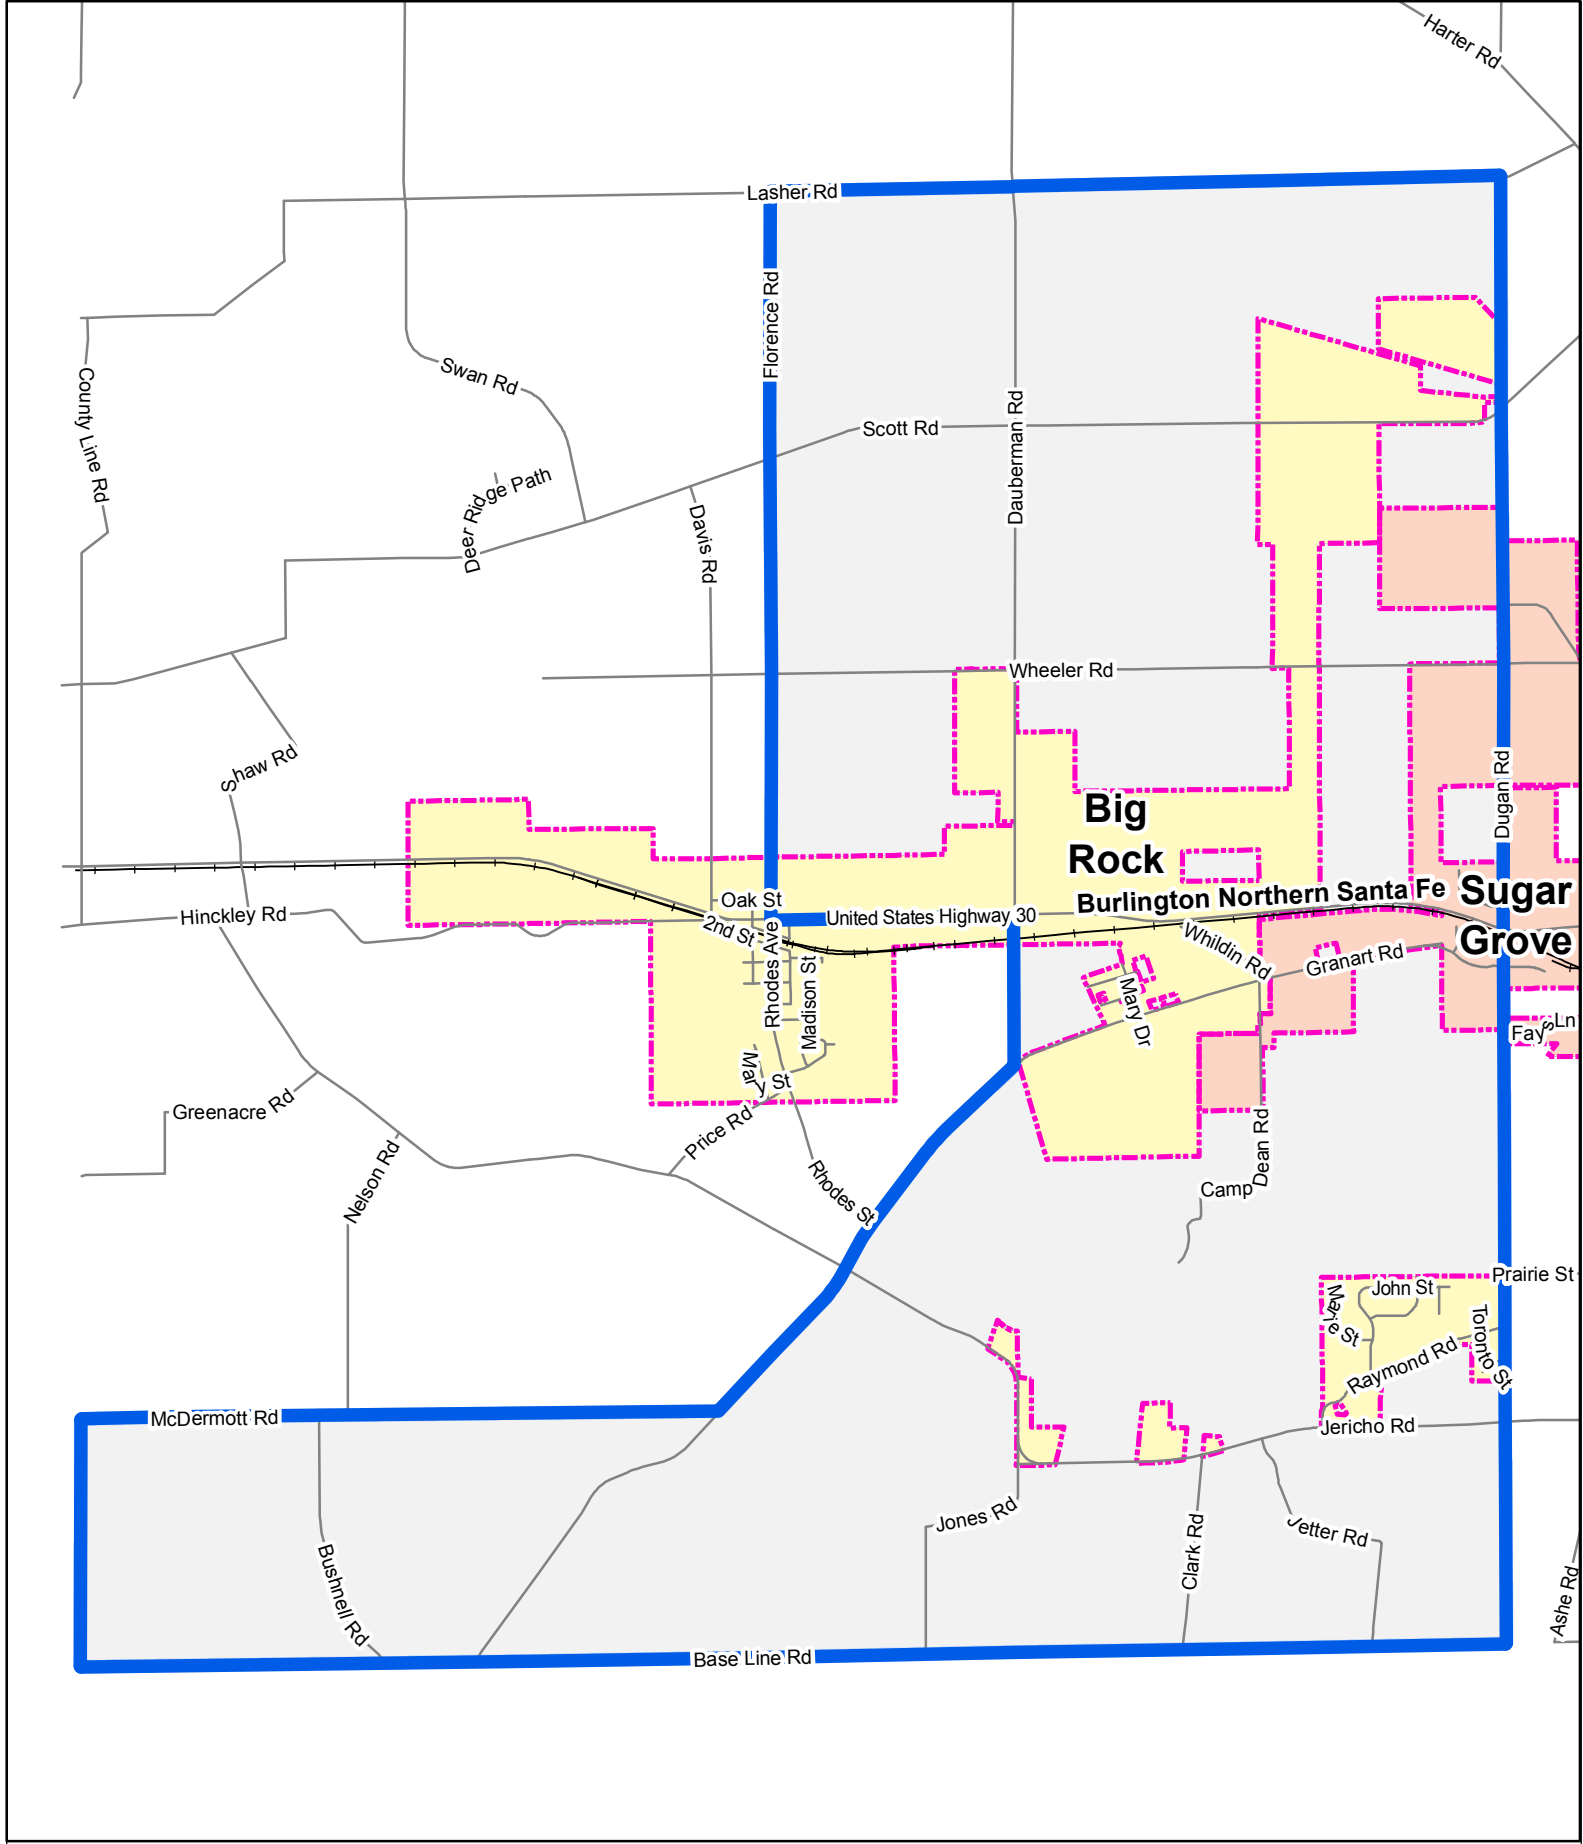 Harter Rd
Lasher Rd
Florence Rd
Swan Rd
County Line Rd
Dauberman Rd
Scott Rd
Deer Ridge Path
Davis Rd
Wheeler Rd
Shaw Rd
Dugan Rd
Big
Rock
Burlington Northern Santa Fe
Sugar
Grove
Oak St
United States Highway 30
Hinckley Rd
2nd St
Rhodes Ave
Madison St
Whildin Rd
Granart Rd
Mary Dr
Fays Ln
Mary St
Greenacre Rd
Price Rd
Dean Rd
Nelson Rd
Rhodes St
Camp
Prairie St
John St
Marie St
Toronto St
Raymond Rd
McDermott Rd
Jericho Rd
Jones Rd
Clark Rd
Jetter Rd
Bushnell Rd
Ashe Rd
Base Line Rd